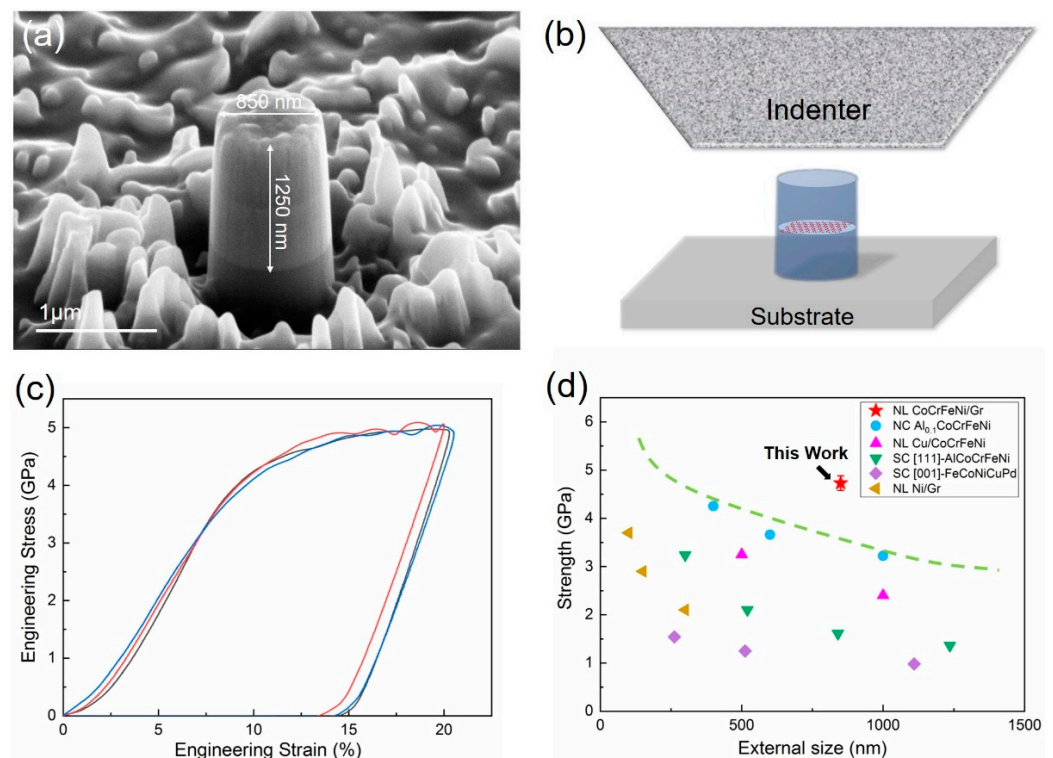 (a)
850 nm
1250 nm
1μm
(b)
Indenter
Substrate
(c)
Engineering Stress (GPa)
6
5
4
3
2
1
0
0 5 10 15 20
Engineering Strain (%)
(d)
Strength (GPa)
6
5
4
3
2
1
0
NL CoCrFeNi/Gr
NC Al₀.₁CoCrFeNi
NL Cu/CoCrFeNi
SC [111]-AlCoCrFeNi
SC [001]-FeCoNiCuPd
NL Ni/Gr
This Work
0 500 1000 1500
External size (nm)